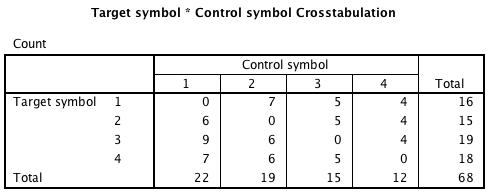 Target symbol * Control symbol Crosstabulation
Count
Control symbol
1 2 3 4 Total
Target symbol 1 0 7 5 4 16
2 6 0 5 4 15
3 9 6 0 4 19
4 7 6 5 0 18
Total 22 19 15 12 68